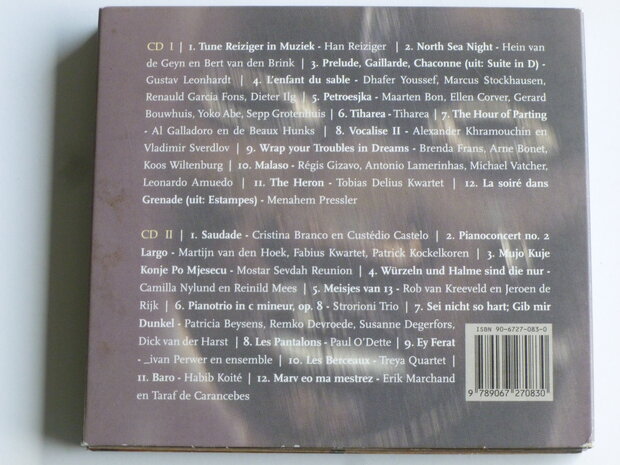 CD I | 1. Tune Reiziger in Muziek - Han Reiziger | 2. North Sea Night - Hein van
de Geyn en Bert van den Brink | 3. Prelude, Gaillarde, Chaconne (uit: Suite in D) -
Gustav Leonhardt | 4. L'enfant du sable - Dhafer Youssef, Marcus Stockhausen,
Renauld Garcia Fons, Dieter Ilg | 5. Petroesjka - Maarten Bon, Ellen Corver, Gerard
Bouwhuis, Yoko Abe, Sepp Grotenhuis | 6. Tiharea - Tiharea | 7. The Hour of Parting
- Al Galladoro en de Beaux Hunks | 8. Vocalise II - Alexander Khramouchin en
Vladimir Sverdlov | 9. Wrap your Troubles in Dreams - Brenda Frans, Arne Bonet,
Koos Wiltenburg | 10. Malaso - Régis Gizavo, Antonio Lamerinhas, Michael Vatcher,
Leonardo Amuedo | 11. The Heron - Tobias Delius Kwartet | 12. La soiré dans
Grenade (uit: Estampes) - Menahem Pressler
CD II | 1. Saudade - Cristina Branco en Custédio Castelo | 2. Pianoconcert no. 2
Largo - Martijn van den Hoek, Fabius Kwartet, Patrick Kockelkoren | 3. Mujo Kuje
Konje Po Mjesecu - Mostar Sevdah Reunion | 4. Würzeln und Halme sind die nur -
Camilla Nylund en Reinild Mees | 5. Meisjes van 13 - Rob van Kreeveld en Jeroen de
Rijk | 6. Pianotrio in c mineur, op. 8 - Strorioni Trio | 7. Sei nicht so hart; Gib mir
Dunkel - Patricia Beysens, Remko Devroede, Susanne Degerfors,
Dick van der Harst | 8. Les Pantalons - Paul O'Dette | 9. Ey Ferat
- _ivan Perwer en ensemble | 10. Les Berceaux - Treya Quartet |
11. Baro - Habib Koité | 12. Marv eo ma mestrez - Erik Marchand
en Taraf de Carancebes
ISBN 90-6727-083-0
9 789067 270830